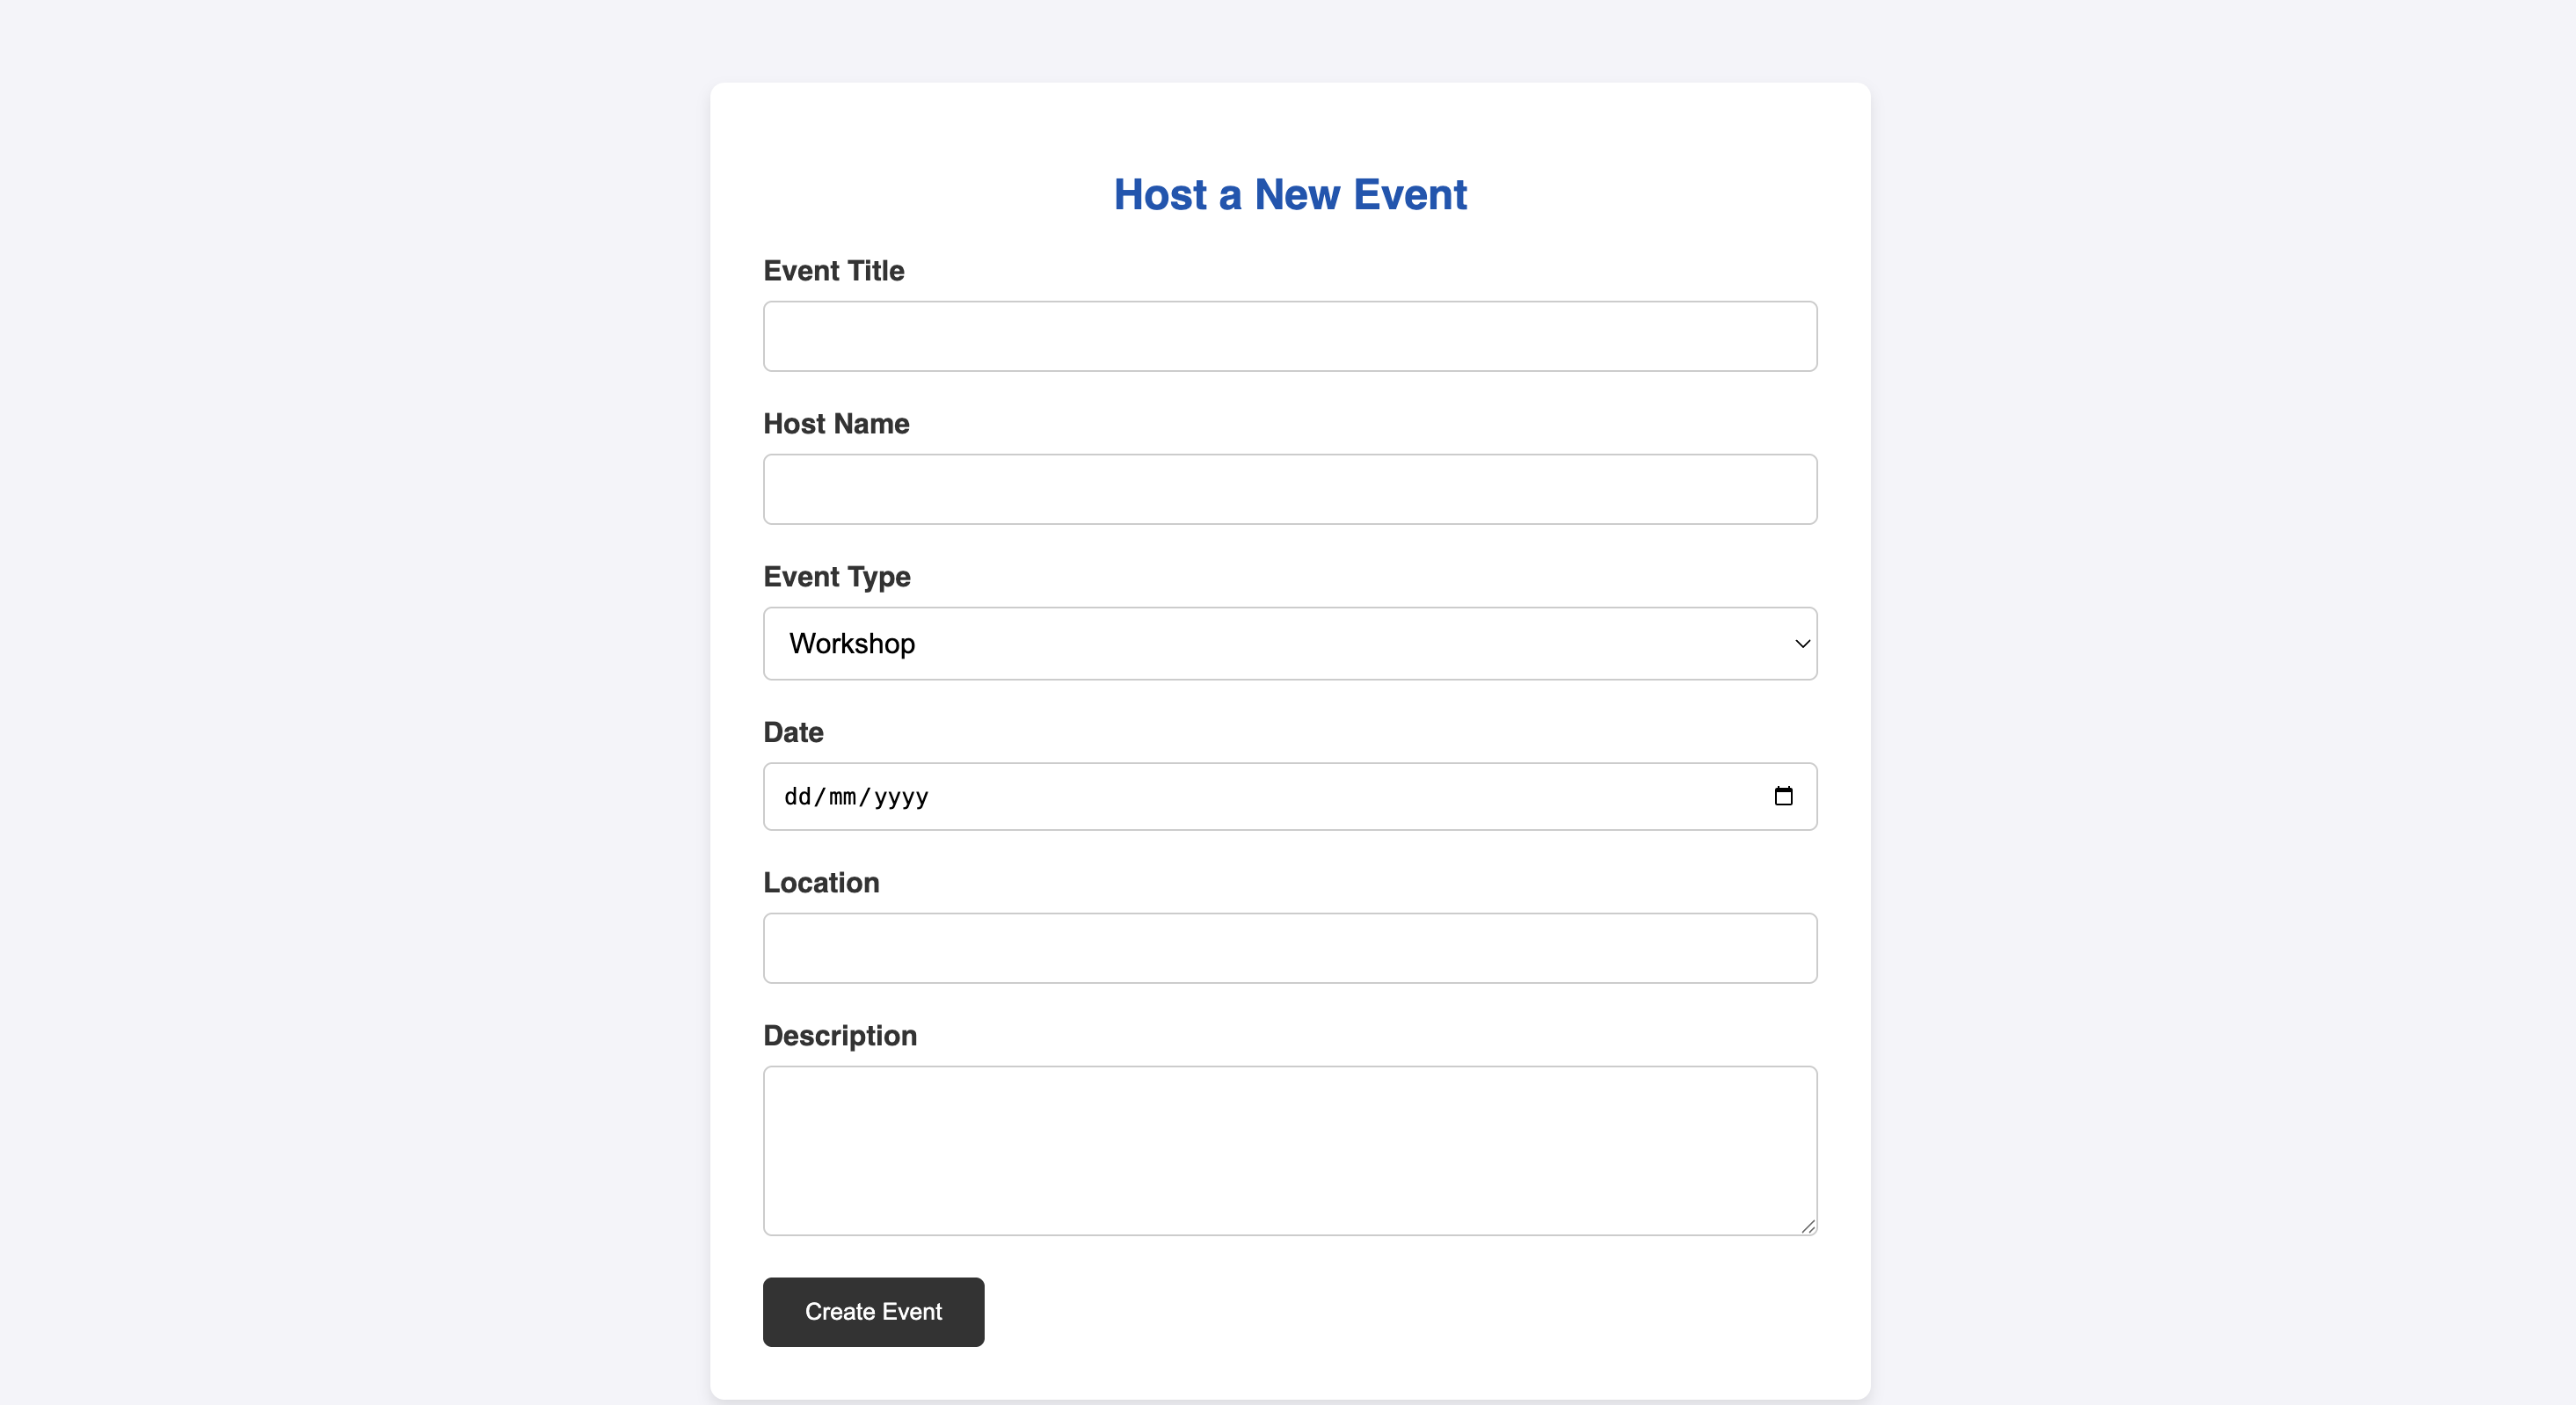 Host a New Event
Event Title
Host Name
Event Type
Workshop
Date
dd/mm/yyyy
Location
Description
Create Event